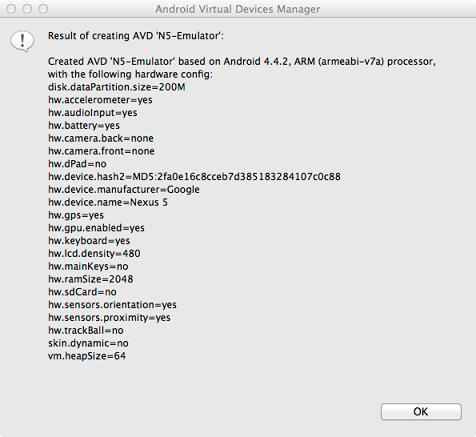 Android Virtual Devices Manager
Result of creating AVD 'N5-Emulator':
Created AVD 'N5-Emulator' based on Android 4.4.2, ARM (armeabi-v7a) processor,
with the following hardware config:
disk.dataPartition.size=200M
hw.accelerometer=yes
hw.audioInput=yes
hw.battery=yes
hw.camera.back=none
hw.camera.front=none
hw.dPad=no
hw.device.hash2=MD5:2fa0e16c8cceb7d385183284107c0c88
hw.device.manufacturer=Google
hw.device.name=Nexus 5
hw.gps=yes
hw.gpu.enabled=yes
hw.keyboard=yes
hw.lcd.density=480
hw.mainKeys=no
hw.ramSize=2048
hw.sdCard=no
hw.sensors.orientation=yes
hw.sensors.proximity=yes
hw.trackBall=no
skin.dynamic=no
vm.heapSize=64
OK